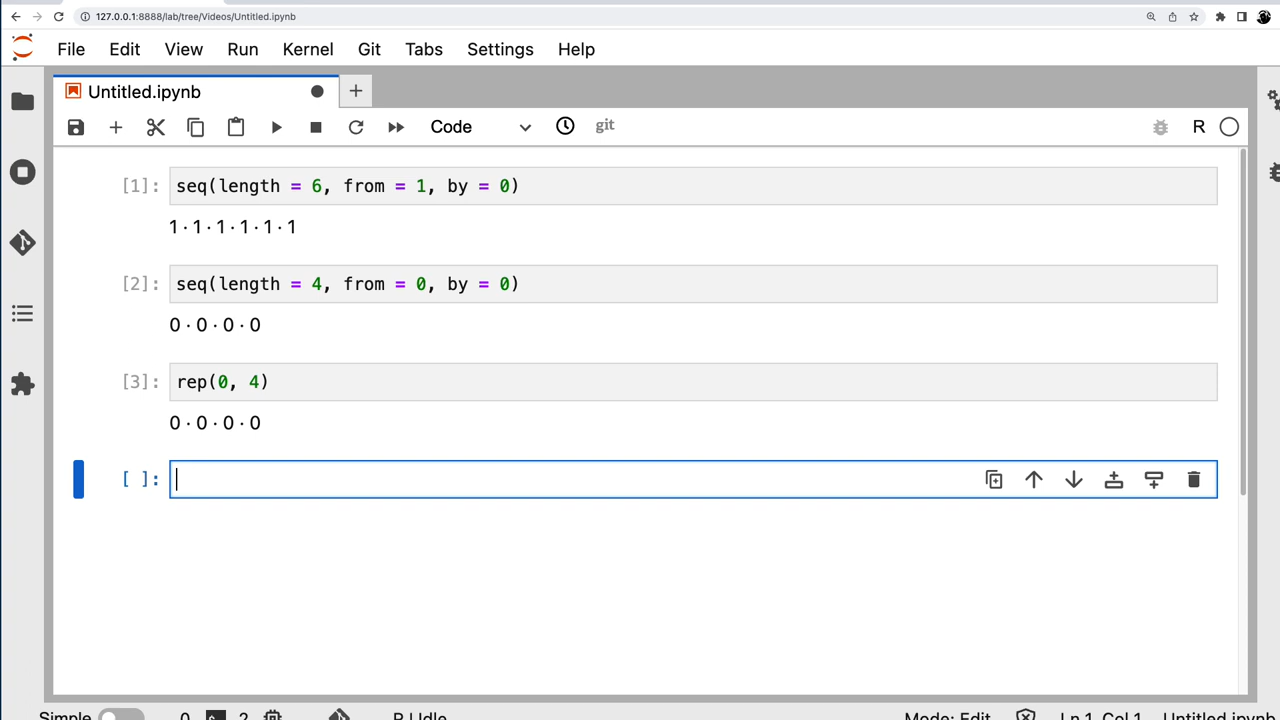 127.0.0.1:8888/lab/tree/Videos/Untitled.ipynb
File Edit View Run Kernel Git Tabs Settings Help
Untitled.ipynb
Code git R
[1]: seq(length = 6, from = 1, by = 0)
1·1·1·1·1·1
[2]: seq(length = 4, from = 0, by = 0)
0·0·0·0
[3]: rep(0, 4)
0·0·0·0
[ ]:
Simple 0 2 R | Idle Mode: Edit Ln 1, Col 1 Untitled.ipynb